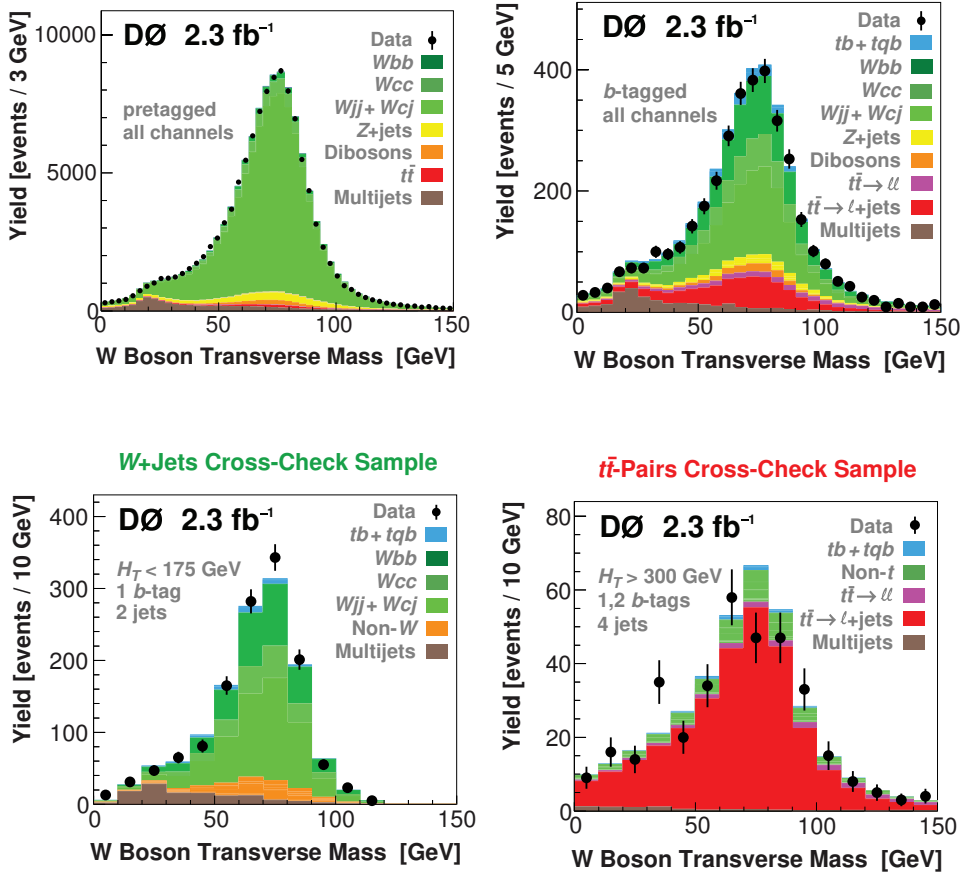 DØ 2.3 fb⁻¹
pretagged
all channels
Data
Wbb
Wcc
Wjj + Wcj
Z+jets
Dibosons
tt̄
Multijets
Yield [events / 3 GeV]
10000
5000
0
0 50 100 150
W Boson Transverse Mass [GeV]
DØ 2.3 fb⁻¹
b-tagged
all channels
Data
tb + tqb
Wbb
Wcc
Wjj + Wcj
Z+jets
Dibosons
tt̄→ℓℓ
tt̄→ℓ+jets
Multijets
Yield [events / 5 GeV]
400
200
0
0 50 100 150
W Boson Transverse Mass [GeV]
W+Jets Cross-Check Sample
DØ 2.3 fb⁻¹
H_T < 175 GeV
1 b-tag
2 jets
Data
tb + tqb
Wbb
Wcc
Wjj + Wcj
Non-W
Multijets
Yield [events / 10 GeV]
400
300
200
100
0
0 50 100 150
W Boson Transverse Mass [GeV]
tt̄-Pairs Cross-Check Sample
DØ 2.3 fb⁻¹
H_T > 300 GeV
1,2 b-tags
4 jets
Data
tb + tqb
Non-t
tt̄→ℓℓ
tt̄→ℓ+jets
Multijets
Yield [events / 10 GeV]
80
60
40
20
0
0 50 100 150
W Boson Transverse Mass [GeV]